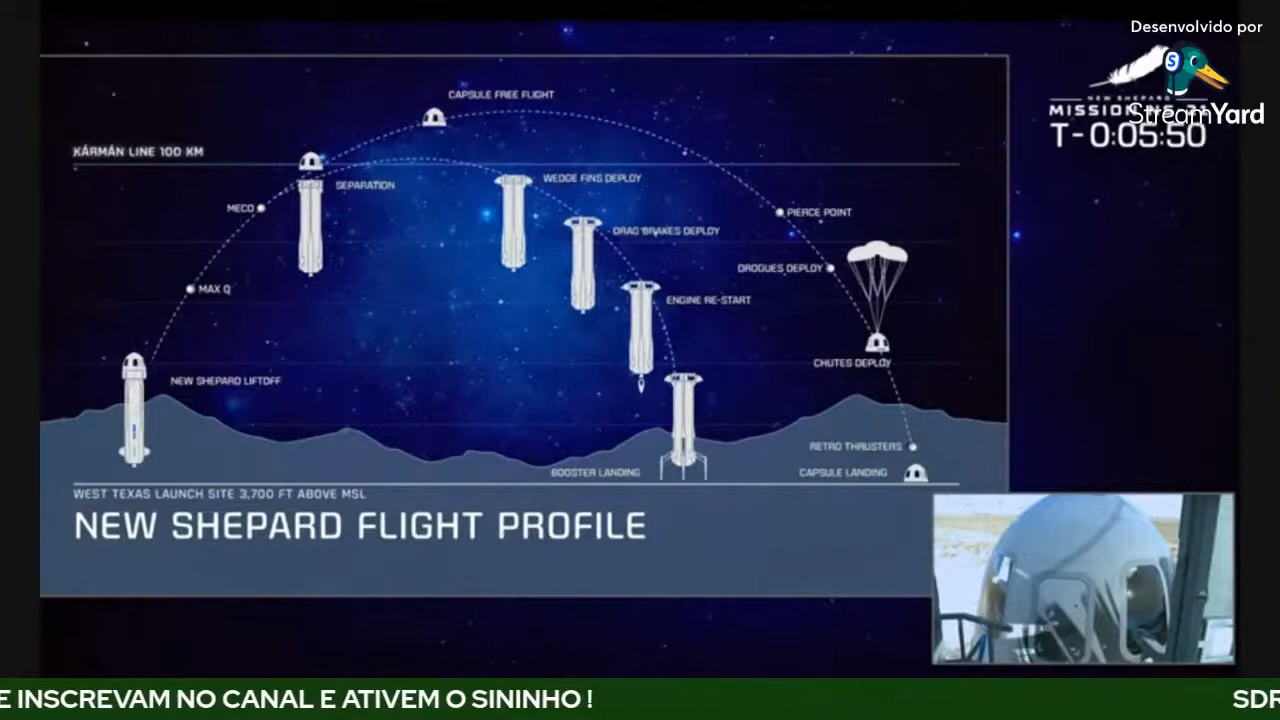 Desenvolvido por
StreamYard
NEW SHEPARD
T-0:05:50
CAPSULE FREE FLIGHT
KÁRMÁN LINE 100 KM
SEPARATION
WEDGE FINS DEPLOY
MECO
PIERCE POINT
DRAG BRAKES DEPLOY
DROGUES DEPLOY
MAX Q
ENGINE RE-START
CHUTES DEPLOY
NEW SHEPARD LIFTOFF
RETRO THRUSTERS
BOOSTER LANDING
CAPSULE LANDING
WEST TEXAS LAUNCH SITE 3,700 FT ABOVE MSL
NEW SHEPARD FLIGHT PROFILE
E INSCREVAM NO CANAL E ATIVEM O SININHO !
SDR